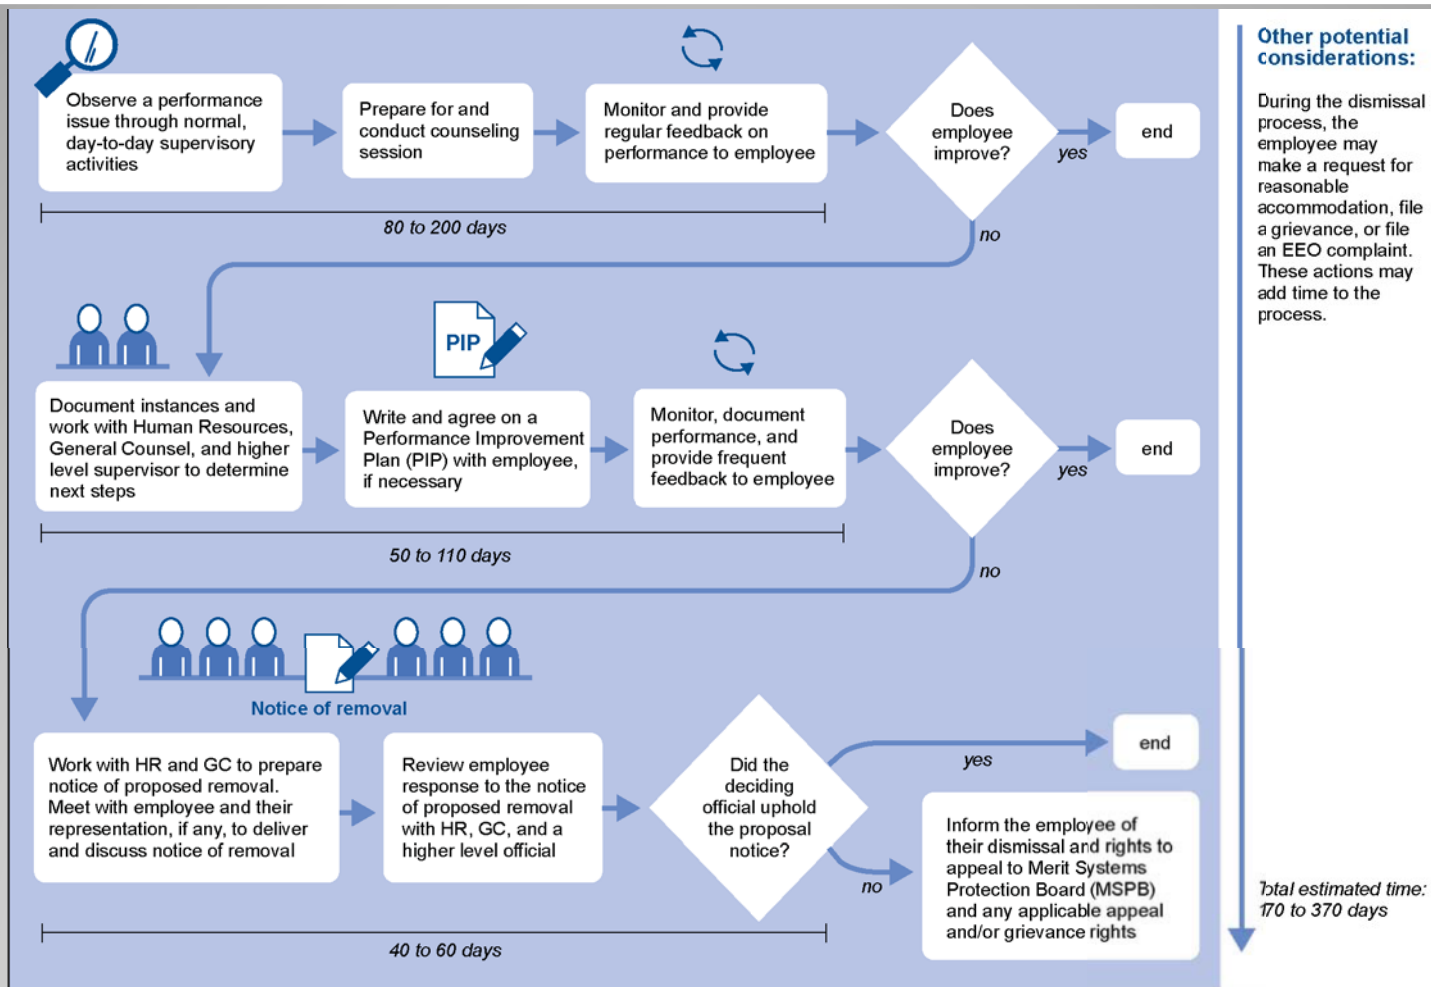 Observe a performance
issue through normal,
day-to-day supervisory
activities
Prepare for and
conduct counseling
session
Monitor and provide
regular feedback on
performance to employee
Does
employee
improve?
yes
end
80 to 200 days
no
Document instances and
work with Human Resources,
General Counsel, and higher
level supervisor to determine
next steps
PIP
Write and agree on a
Performance Improvement
Plan (PIP) with employee,
if necessary
Monitor, document
performance, and
provide frequent
feedback to employee
Does
employee
improve?
yes
end
50 to 110 days
no
Notice of removal
Work with HR and GC to prepare
notice of proposed removal.
Meet with employee and their
representation, if any, to deliver
and discuss notice of removal
Review employee
response to the notice
of proposed removal
with HR, GC, and a
higher level official
Did the
deciding
official uphold
the proposal
notice?
yes
end
no
Inform the employee of
their dismissal and rights to
appeal to Merit Systems
Protection Board (MSPB)
and any applicable appeal
and/or grievance rights
40 to 60 days
Other potential
considerations:
During the dismissal
process, the
employee may
make a request for
reasonable
accommodation, file
a grievance, or file
an EEO complaint.
These actions may
add time to the
process.
Total estimated time:
170 to 370 days